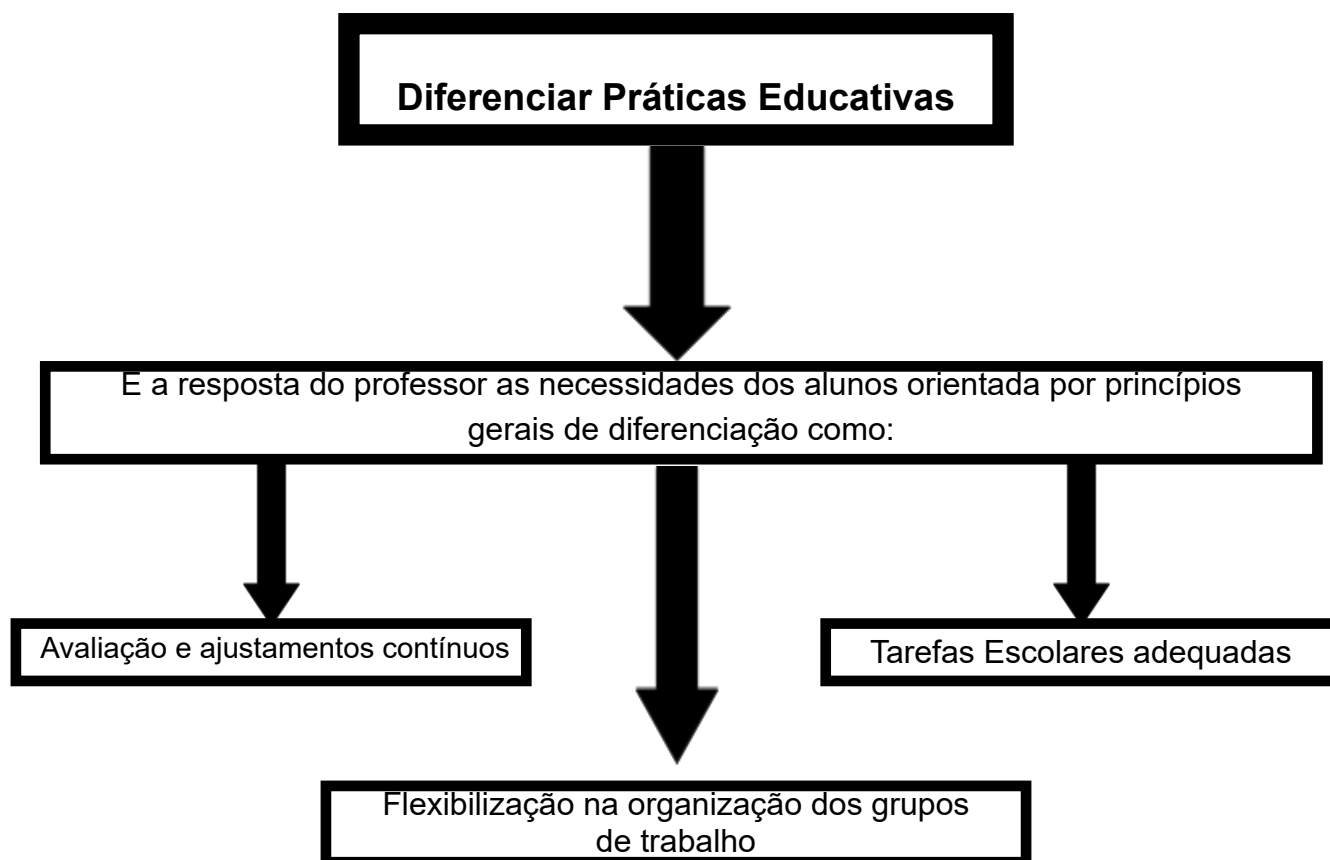 Diferenciar Práticas Educativas
E a resposta do professor as necessidades dos alunos orientada por princípios
gerais de diferenciação como:
Avaliação e ajustamentos contínuos
Tarefas Escolares adequadas
Flexibilização na organização dos grupos
de trabalho